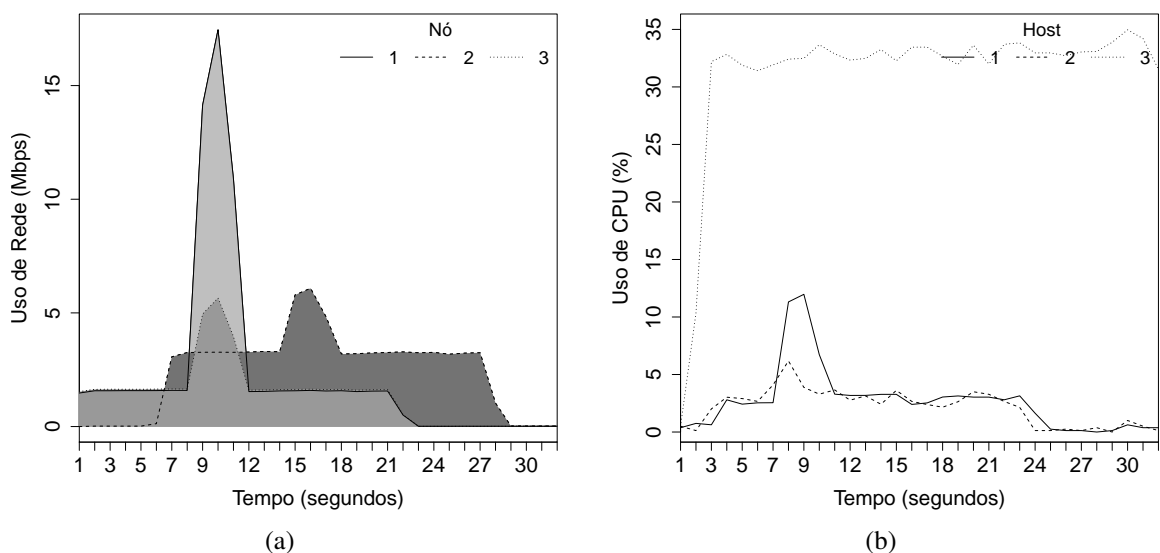 Nó
1 2 3
Uso de Rede (Mbps)
15
10
5
0
1 3 5 7 9 12 15 18 21 24 27 30
Tempo (segundos)
(a)
Host
1 2 3
Uso de CPU (%)
35
30
25
20
15
10
5
0
1 3 5 7 9 12 15 18 21 24 27 30
Tempo (segundos)
(b)